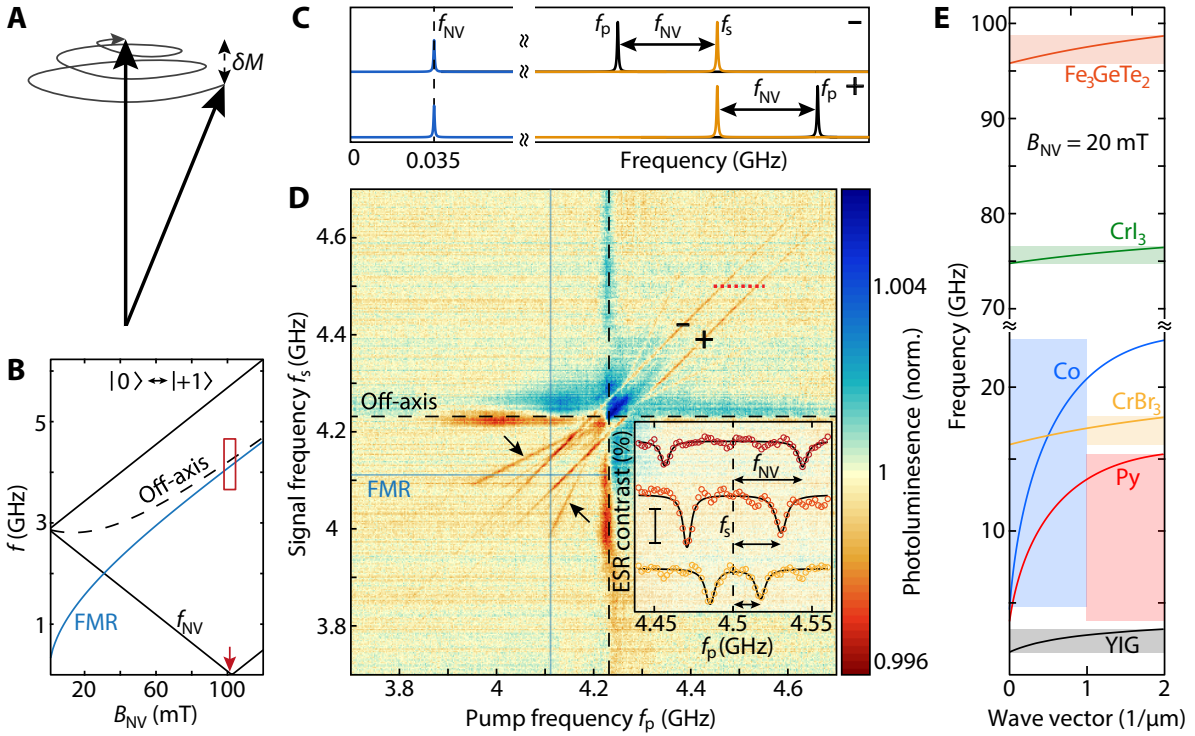 A
δM
B
|0⟩ ↔ |+1⟩
Off-axis
FMR
f_NV
f (GHz)
5
3
1
20
60
100
B_NV (mT)
C
f_NV
f_p
f_NV
f_s
−
f_NV
f_p
+
≈
≈
0
0.035
Frequency (GHz)
D
Signal frequency f_s (GHz)
4.6
4.4
4.2
4
3.8
Off-axis
FMR
−
+
ESR contrast (%)
f_NV
f_s
4.45
4.5
4.55
f_p (GHz)
3.8
4
4.2
4.4
4.6
Pump frequency f_p (GHz)
1.004
1
0.996
Photoluminesence (norm.)
E
Frequency (GHz)
100
90
80
70
≈
≈
20
10
Fe₃GeTe₂
B_NV = 20 mT
CrI₃
Co
CrBr₃
Py
YIG
0
1
2
Wave vector (1/μm)